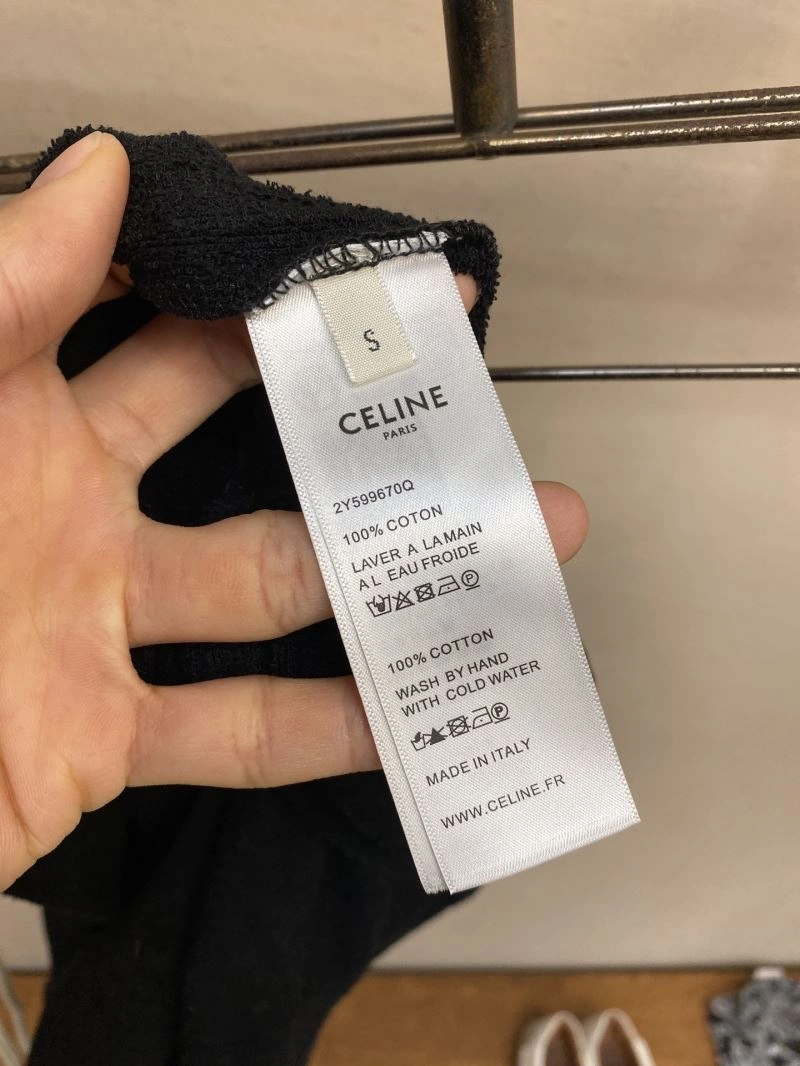 S
CELINE
PARIS
2Y599670Q
100% COTON
LAVER A LA MAIN
A L EAU FROIDE
P
100% COTTON
WASH BY HAND
WITH COLD WATER
P
MADE IN ITALY
WWW.CELINE.FR